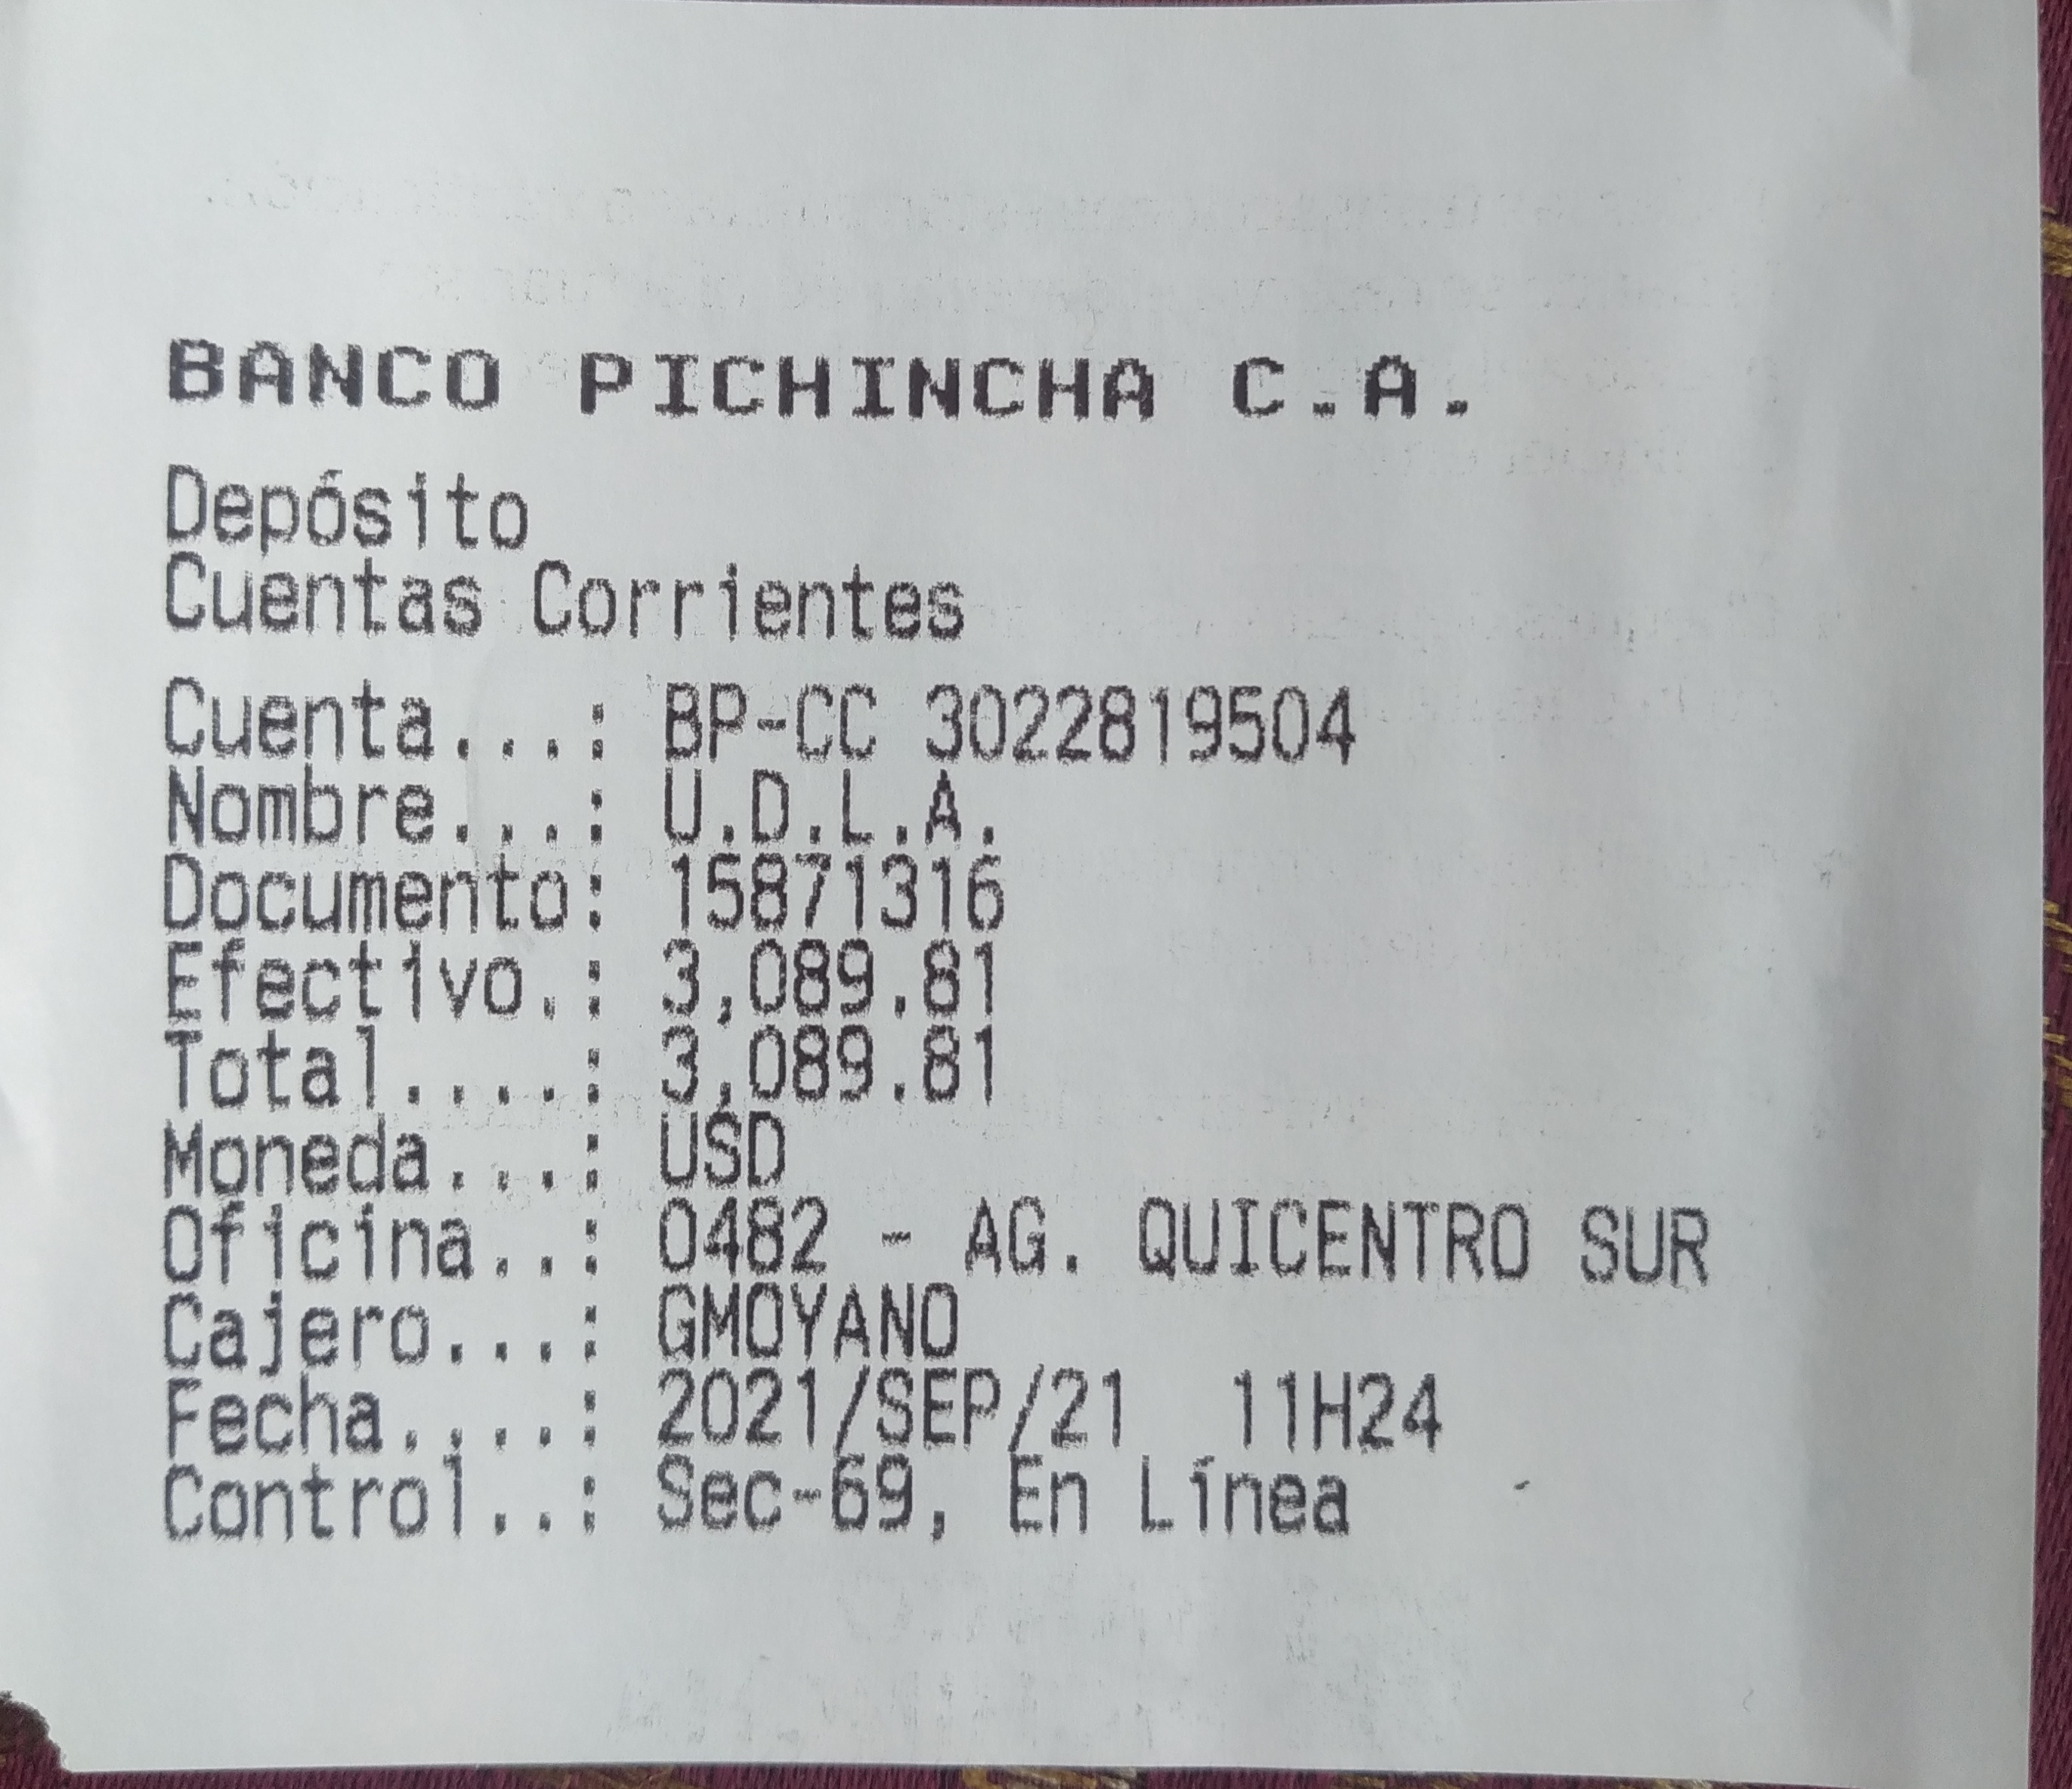 BANCO PICHINCHA C.A.
Depósito
Cuentas Corrientes
Cuenta...: BP-CC 3022819504
Nombre...: U.D.L.A.
Documento: 15871316
Efectivo.: 3,089.81
Total....: 3,089.81
Moneda...: USD
Oficina..: 0482 - AG. QUICENTRO SUR
Cajero...: GMOYANO
Fecha....: 2021/SEP/21  11H24
Control..: Sec-69, En Línea